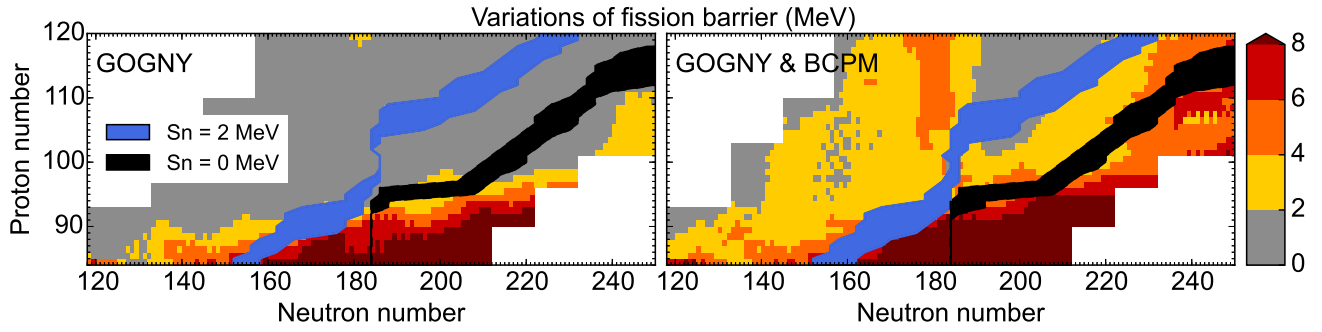 Variations of fission barrier (MeV)
GOGNY
Sn = 2 MeV
Sn = 0 MeV
Proton number
120
110
100
90
120 140 160 180 200 220 240
Neutron number
GOGNY & BCPM
120 140 160 180 200 220 240
Neutron number
8
6
4
2
0